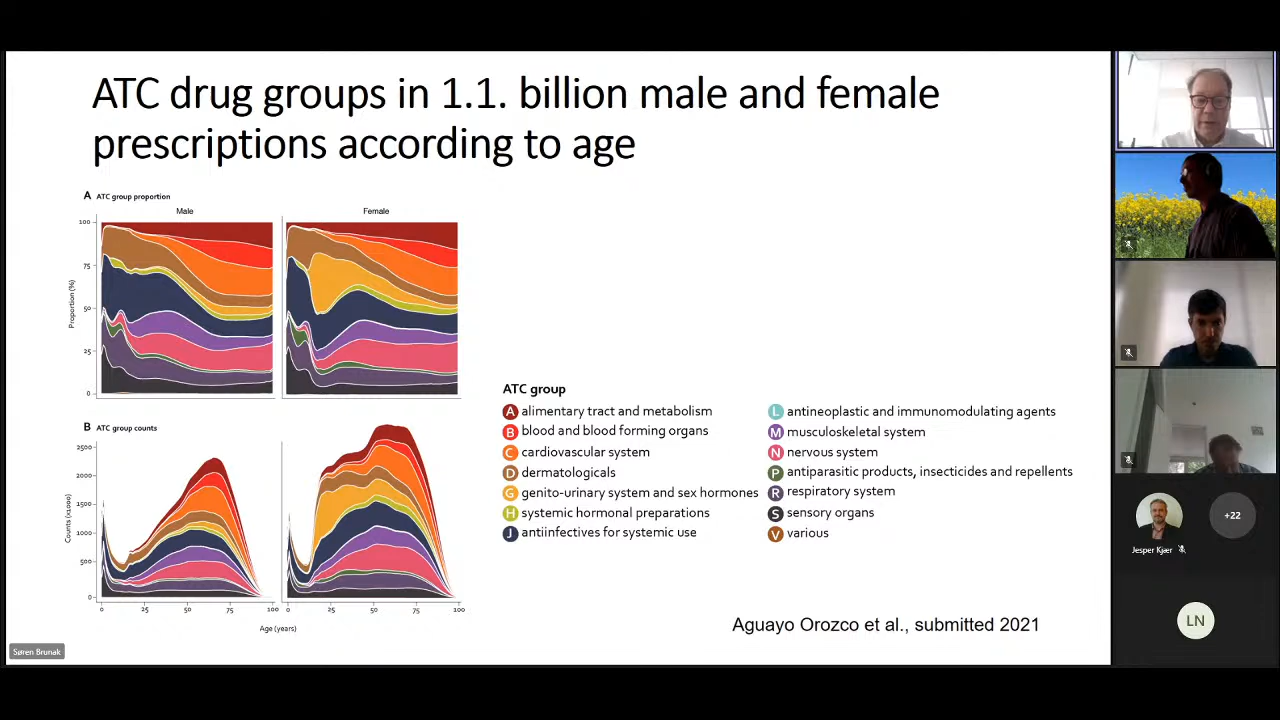 ATC drug groups in 1.1. billion male and female
prescriptions according to age
A ATC group proportion
Male
Female
100
75
50
25
0
Proportion (%)
B ATC group counts
2500
2000
1500
1000
500
0
Counts (x1000)
0 25 50 75 100
0 25 50 75 100
Age (years)
ATC group
A alimentary tract and metabolism
B blood and blood forming organs
C cardiovascular system
D dermatologicals
G genito-urinary system and sex hormones
H systemic hormonal preparations
J antiinfectives for systemic use
L antineoplastic and immunomodulating agents
M musculoskeletal system
N nervous system
P antiparasitic products, insecticides and repellents
R respiratory system
S sensory organs
V various
Aguayo Orozco et al., submitted 2021
Søren Brunak
Jesper Kjær
+22
LN